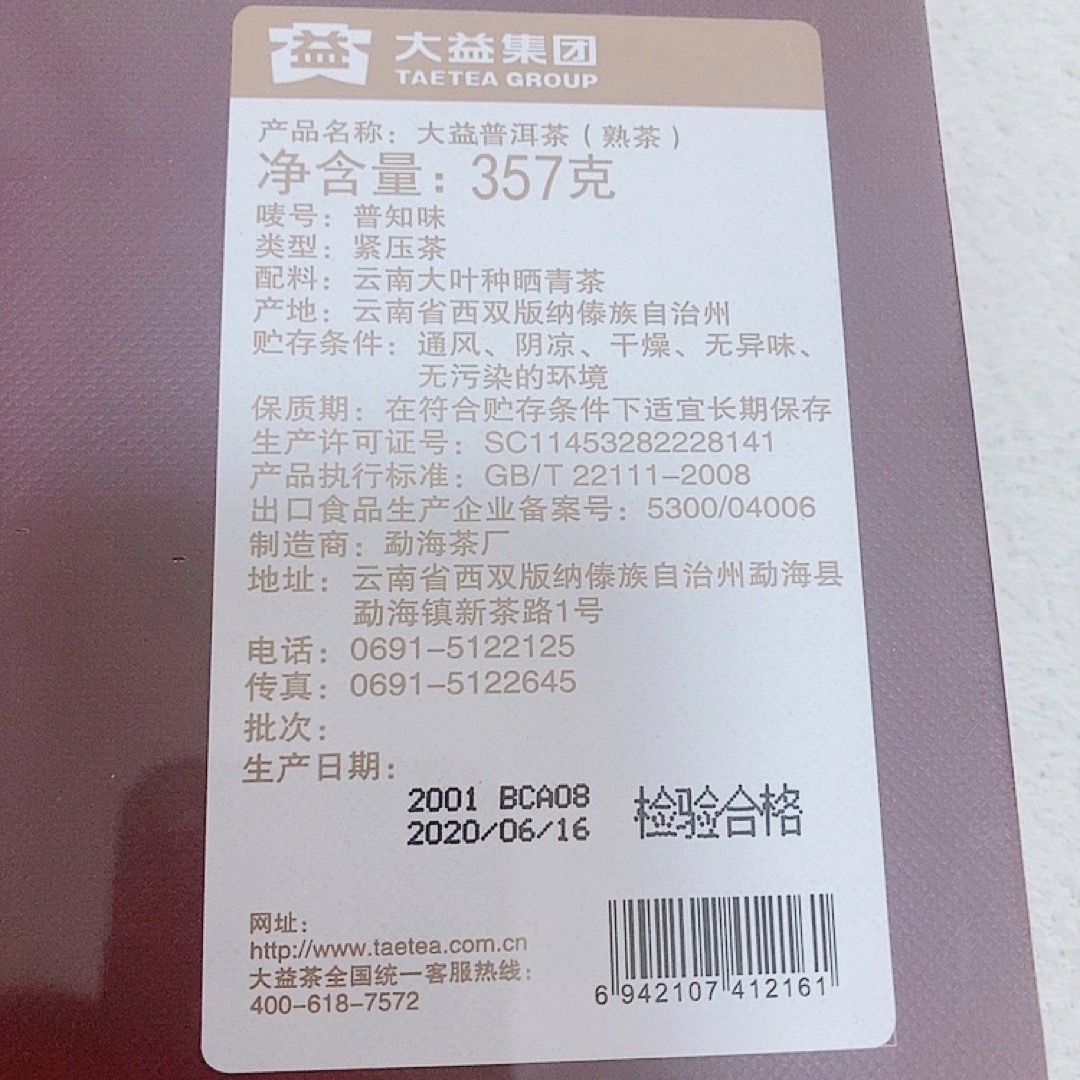 益
大益集团
TAETEA GROUP
产品名称：大益普洱茶（熟茶）
净含量：357克
唛号：普知味
类型：紧压茶
配料：云南大叶种晒青茶
产地：云南省西双版纳傣族自治州
贮存条件：通风、阴凉、干燥、无异味、
无污染的环境
保质期：在符合贮存条件下适宜长期保存
生产许可证号：SC11453282228141
产品执行标准：GB/T 22111-2008
出口食品生产企业备案号：5300/04006
制造商：勐海茶厂
地址：云南省西双版纳傣族自治州勐海县
勐海镇新茶路1号
电话：0691-5122125
传真：0691-5122645
批次：
生产日期：
2001 BCA08
2020/06/16
检验合格
网址：
http://www.taetea.com.cn
大益茶全国统一客服热线：
400-618-7572
6 942107 412161